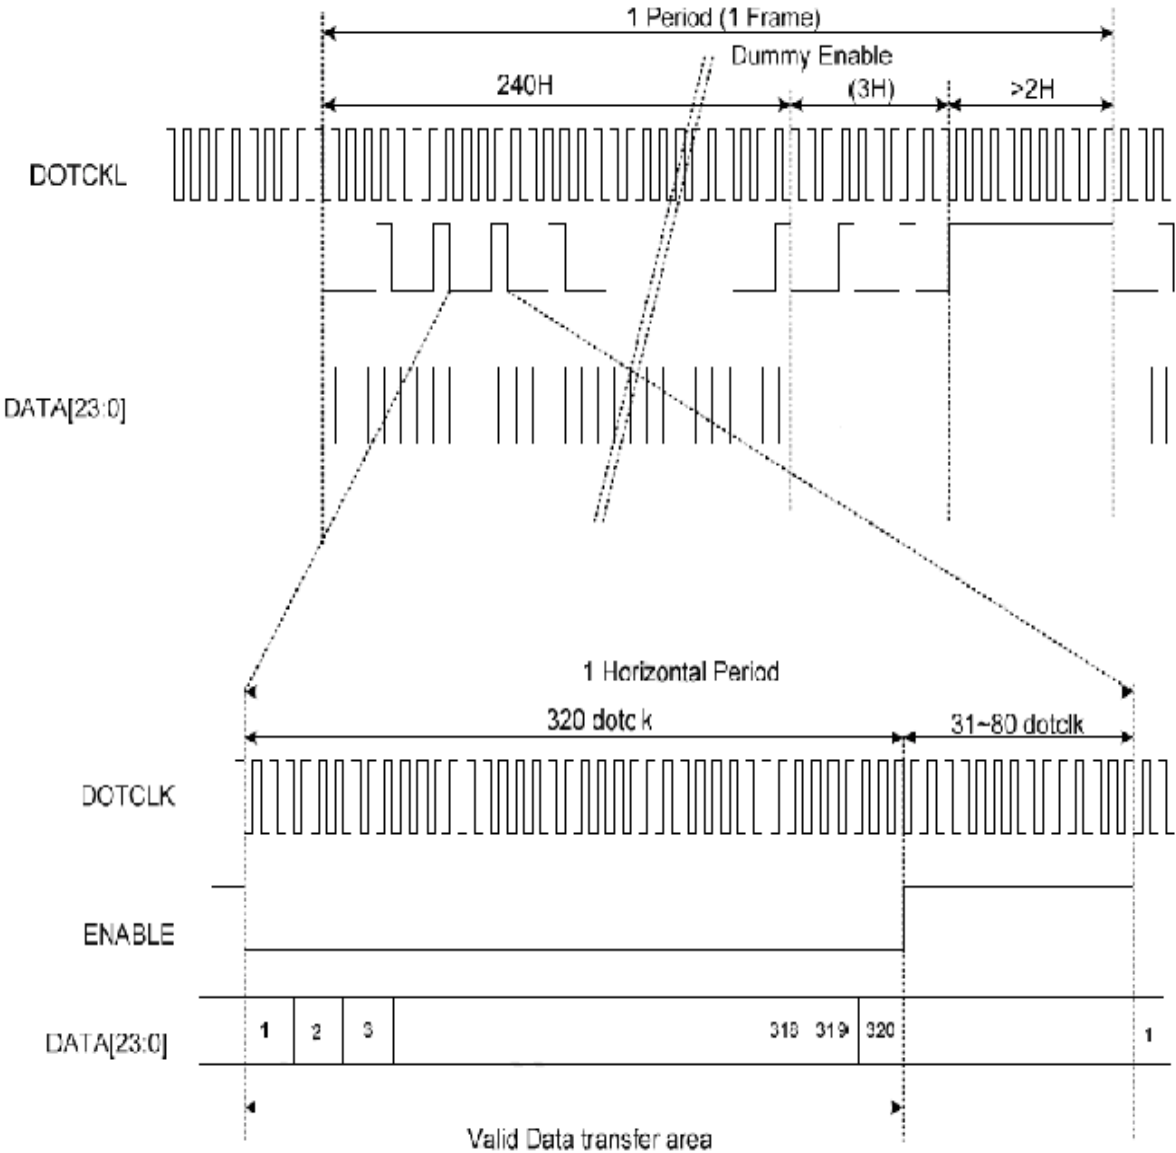 1 Period (1 Frame)
Dummy Enable
240H
(3H)
>2H
DOTCKL
DATA[23:0]
1 Horizontal Period
320 dotc k
31~80 dotclk
DOTCLK
ENABLE
DATA[23:0]
1 2 3 318 319 320 1
Valid Data transfer area